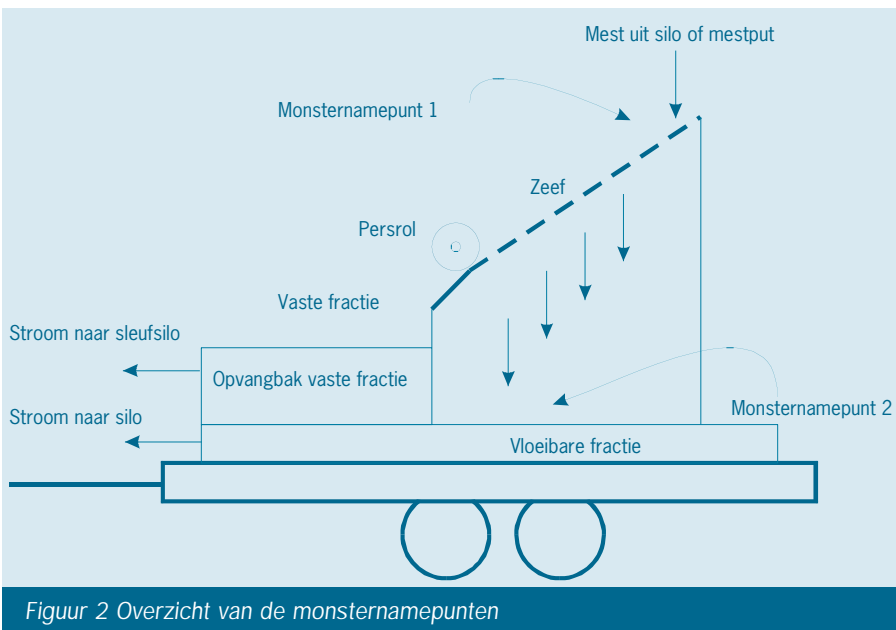 Mest uit silo of mestput
Monsternamepunt 1
Zeef
Persrol
Vaste fractie
Stroom naar sleufsilo
Opvangbak vaste fractie
Monsternamepunt 2
Stroom naar silo
Vloeibare fractie
Figuur 2 Overzicht van de monsternamepunten